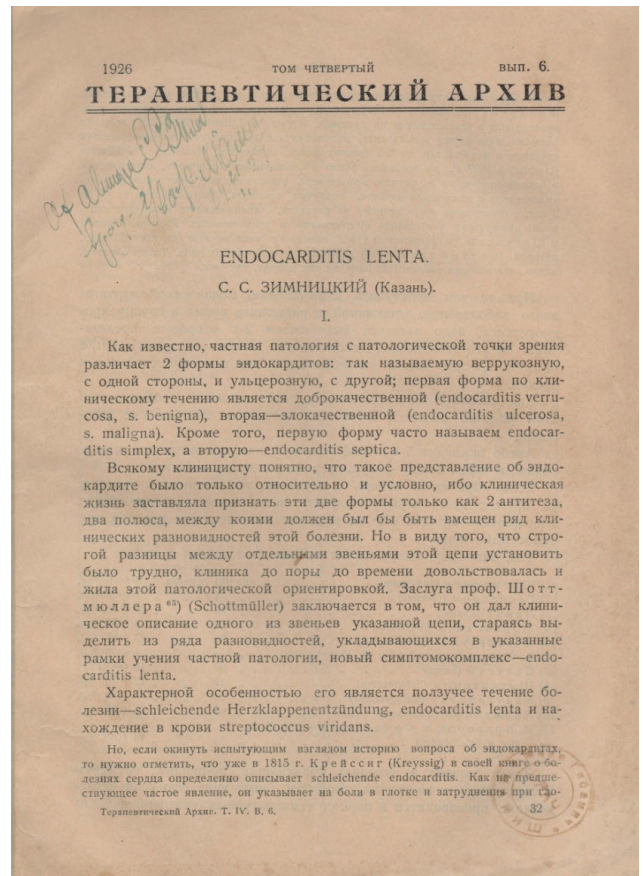 1926
ТОМ ЧЕТВЕРТЫЙ
ВЫП. 6.
ТЕРАПЕВТИЧЕСКИЙ АРХИВ
ENDOCARDITIS LENTA.
С. С. ЗИМНИЦКИЙ (Казань).
I.
Как известно, частная патология с патологической точки зрения
различает 2 формы эндокардитов: так называемую веррукозную,
с одной стороны, и ульцерозную, с другой; первая форма по кли-
ническому течению является доброкачественной (endocarditis verru-
cosa, s. benigna), вторая—злокачественной (endocarditis ulcerosa,
s. maligna). Кроме того, первую форму часто называем endocar-
ditis simplex, а вторую—endocarditis septica.
Всякому клиницисту понятно, что такое представление об эндо-
кардите было только относительно и условно, ибо клиническая
жизнь заставляла признать эти две формы только как 2 антитеза,
два полюса, между коими должен был бы быть вмещен ряд кли-
нических разновидностей этой болезни. Но в виду того, что стро-
гой разницы между отдельными звеньями этой цепи установить
было трудно, клиника до поры до времени довольствовалась и
жила этой патологической ориентировкой. Заслуга проф. Шотт-
мюллера ⁶³) (Schottmüller) заключается в том, что он дал клини-
ческое описание одного из звеньев указанной цепи, стараясь вы-
делить из ряда разновидностей, укладывающихся в указанные
рамки учения частной патологии, новый симптомокомплекс—endo-
carditis lenta.
Характерной особенностью его является ползучее течение бо-
лезни—schleichende Herzklappenentzündung, endocarditis lenta и на-
хождение в крови streptococcus viridans.
Но, если окинуть испытующим взглядом историю вопроса об эндокардитах,
то нужно отметить, что уже в 1815 г. Крейссиг (Kreyssig) в своей книге о бо-
лезнях сердца определенно описывает schleichende endocarditis. Как на предше-
ствующее частое явление, он указывает на боли в глотке и затруднения при гло-
Терапевтический Архив. Т. IV. В. 6.
32